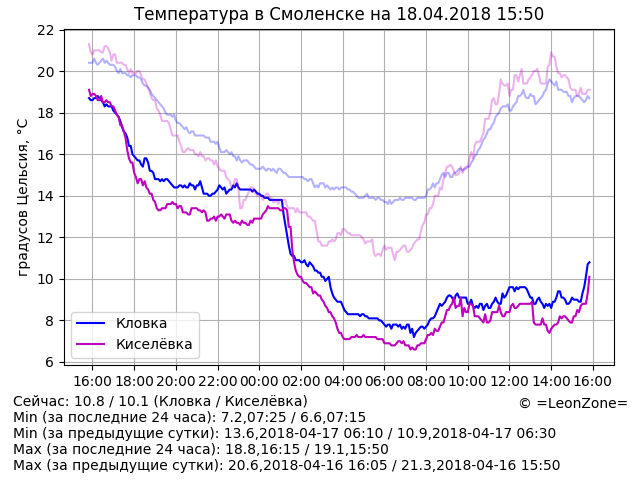 Температура в Смоленске на 18.04.2018 15:50
градусов Цельсия, °C
22
20
18
16
14
12
10
8
6
Кловка
Киселёвка
16:00 18:00 20:00 22:00 00:00 02:00 04:00 06:00 08:00 10:00 12:00 14:00 16:00
Сейчас: 10.8 / 10.1 (Кловка / Киселёвка)
© =LeonZone=
Min (за последние 24 часа): 7.2,07:25 / 6.6,07:15
Min (за предыдущие сутки): 13.6,2018-04-17 06:10 / 10.9,2018-04-17 06:30
Max (за последние 24 часа): 18.8,16:15 / 19.1,15:50
Max (за предыдущие сутки): 20.6,2018-04-16 16:05 / 21.3,2018-04-16 15:50